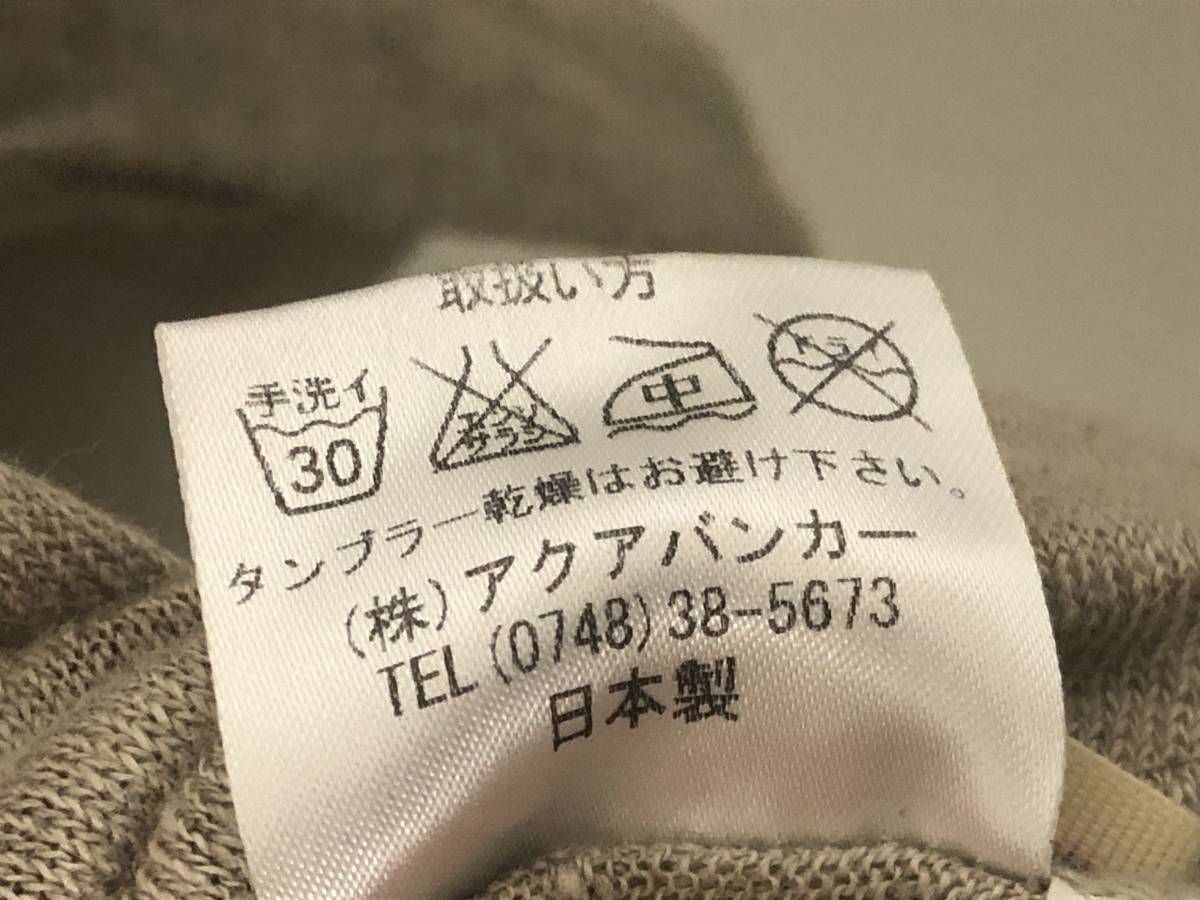 取扱い方
手洗イ
30
エンソ
サラシ
中
ドライ
タンブラー乾燥はお避け下さい。
(株)アクアバンカー
TEL (0748) 38-5673
日本製